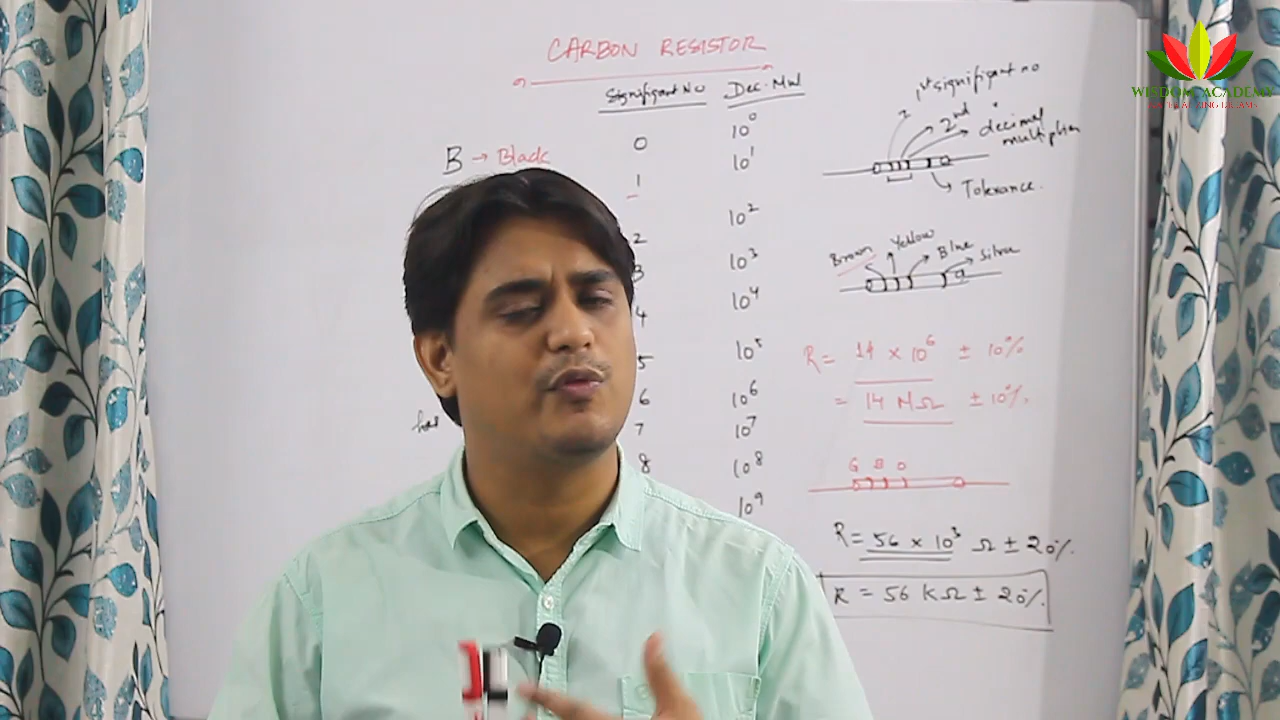 CARBON RESISTOR
Significant No Dec. Mul
B → Black 0 10⁰
1 10¹
2 10²
3 10³
4 10⁴
5 10⁵
6 10⁶
7 10⁷
8 10⁸
10⁹
1st significant no
2nd
decimal
multiplier
Tolerance.
Brown Yellow Blue Silver
R = 14 × 10⁶ ± 10%
= 14 MΩ ± 10%
G B O
R = 56 × 10³ Ω ± 20%.
R = 56 KΩ ± 20%.
WISDOM ACADEMY